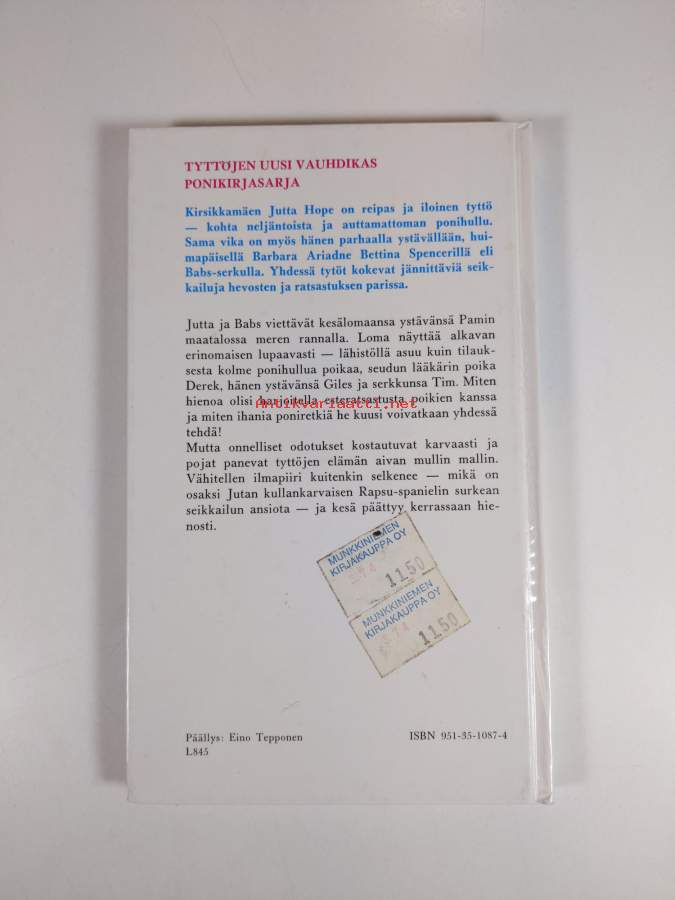 TYTTÖJEN UUSI VAUHDIKAS
PONIKIRJASARJA
Kirsikkamäen Jutta Hope on reipas ja iloinen tyttö
— kohta neljäntoista ja auttamattoman ponihullu.
Sama vika on myös hänen parhaalla ystävällään, hui-
mapäisellä Barbara Ariadne Bettina Spencerillä eli
Babs-serkulla. Yhdessä tytöt kokevat jännittäviä seik-
kailuja hevosten ja ratsastuksen parissa.
Jutta ja Babs viettävät kesälomaansa ystävänsä Pamin
maatalossa meren rannalla. Loma näyttää alkavan
erinomaisen lupaavasti — lähistöllä asuu kuin tilauk-
sesta kolme ponihullua poikaa, seudun lääkärin poika
Derek, hänen ystävänsä Giles ja serkkunsa Tim. Miten
hienoa olisi harjoitella esteratsastusta poikien kanssa
Antikvariaatti.net
ja miten ihania poniretkiä he kuusi voivatkaan yhdessä
tehdä!
Mutta onnelliset odotukset kostautuvat karvaasti ja
pojat panevat tyttöjen elämän aivan mullin mallin.
Vähitellen ilmapiiri kuitenkin selkenee — mikä on
osaksi Jutan kullankarvaisen Rapsu-spanielin surkean
seikkailun ansiota — ja kesä päättyy kerrassaan hie-
nosti.
MUNKKINIEMEN
KIRJAKAUPPA OY
1150
MUNKKINIEMEN
KIRJAKAUPPA OY
1150
Päällys: Eino Tepponen
L845
ISBN 951-35-1087-4